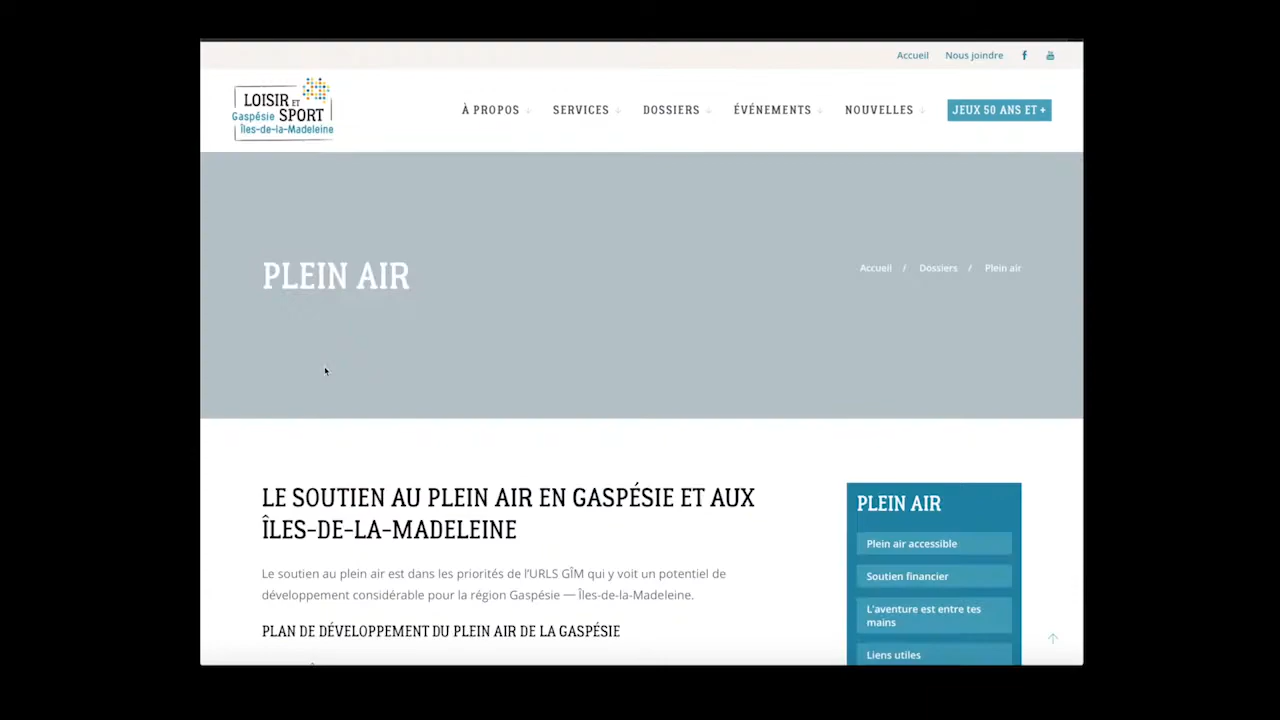 Accueil Nous joindre
LOISIR ET
Gaspésie SPORT
Îles-de-la-Madeleine
À PROPOS SERVICES DOSSIERS ÉVÉNEMENTS NOUVELLES JEUX 50 ANS ET +
PLEIN AIR
Accueil / Dossiers / Plein air
LE SOUTIEN AU PLEIN AIR EN GASPÉSIE ET AUX
ÎLES-DE-LA-MADELEINE
Le soutien au plein air est dans les priorités de l’URLS GÎM qui y voit un potentiel de
développement considérable pour la région Gaspésie — Îles-de-la-Madeleine.
PLAN DE DÉVELOPPEMENT DU PLEIN AIR DE LA GASPÉSIE
PLEIN AIR
Plein air accessible
Soutien financier
L’aventure est entre tes
mains
Liens utiles